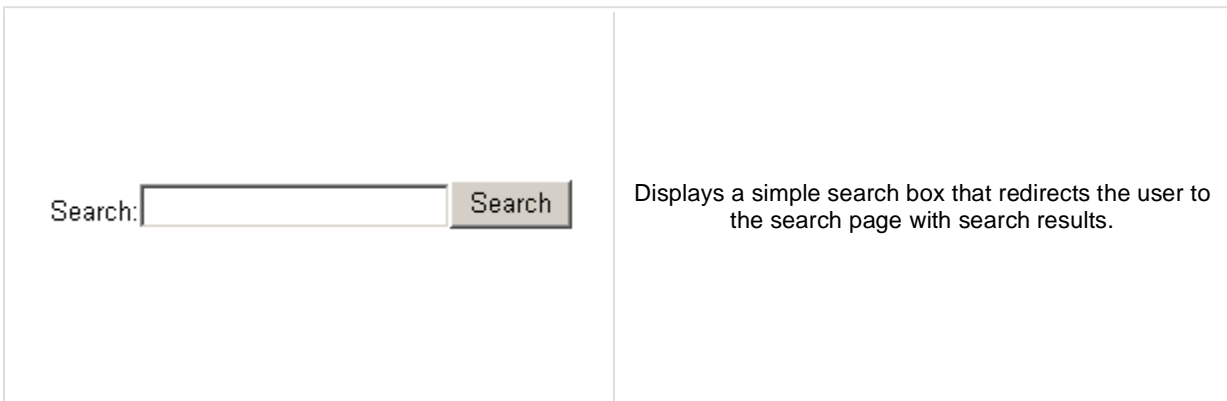 Search: Search
Displays a simple search box that redirects the user to
the search page with search results.